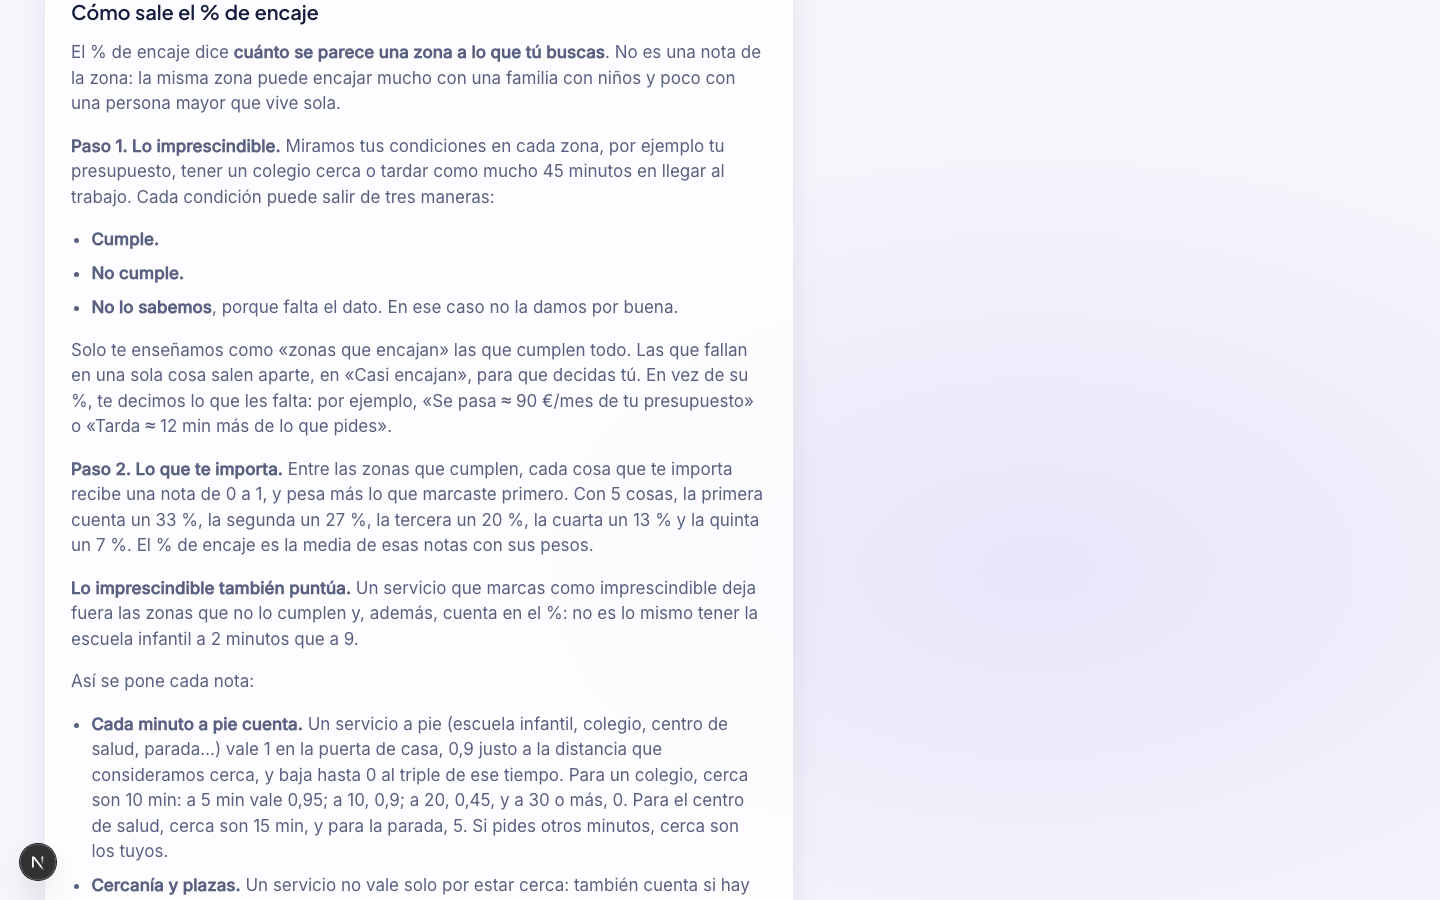 Cómo sale el % de encaje
El % de encaje dice cuánto se parece una zona a lo que tú buscas. No es una nota de
la zona: la misma zona puede encajar mucho con una familia con niños y poco con
una persona mayor que vive sola.
Paso 1. Lo imprescindible. Miramos tus condiciones en cada zona, por ejemplo tu
presupuesto, tener un colegio cerca o tardar como mucho 45 minutos en llegar al
trabajo. Cada condición puede salir de tres maneras:
• Cumple.
• No cumple.
• No lo sabemos, porque falta el dato. En ese caso no la damos por buena.
Solo te enseñamos como «zonas que encajan» las que cumplen todo. Las que fallan
en una sola cosa salen aparte, en «Casi encajan», para que decidas tú. En vez de su
%, te decimos lo que les falta: por ejemplo, «Se pasa ≈ 90 €/mes de tu presupuesto»
o «Tarda ≈ 12 min más de lo que pides».
Paso 2. Lo que te importa. Entre las zonas que cumplen, cada cosa que te importa
recibe una nota de 0 a 1, y pesa más lo que marcaste primero. Con 5 cosas, la primera
cuenta un 33 %, la segunda un 27 %, la tercera un 20 %, la cuarta un 13 % y la quinta
un 7 %. El % de encaje es la media de esas notas con sus pesos.
Lo imprescindible también puntúa. Un servicio que marcas como imprescindible deja
fuera las zonas que no lo cumplen y, además, cuenta en el %: no es lo mismo tener la
escuela infantil a 2 minutos que a 9.
Así se pone cada nota:
• Cada minuto a pie cuenta. Un servicio a pie (escuela infantil, colegio, centro de
salud, parada...) vale 1 en la puerta de casa, 0,9 justo a la distancia que
consideramos cerca, y baja hasta 0 al triple de ese tiempo. Para un colegio, cerca
son 10 min: a 5 min vale 0,95; a 10, 0,9; a 20, 0,45, y a 30 o más, 0. Para el centro
de salud, cerca son 15 min, y para la parada, 5. Si pides otros minutos, cerca son
los tuyos.
• Cercanía y plazas. Un servicio no vale solo por estar cerca: también cuenta si hay
N